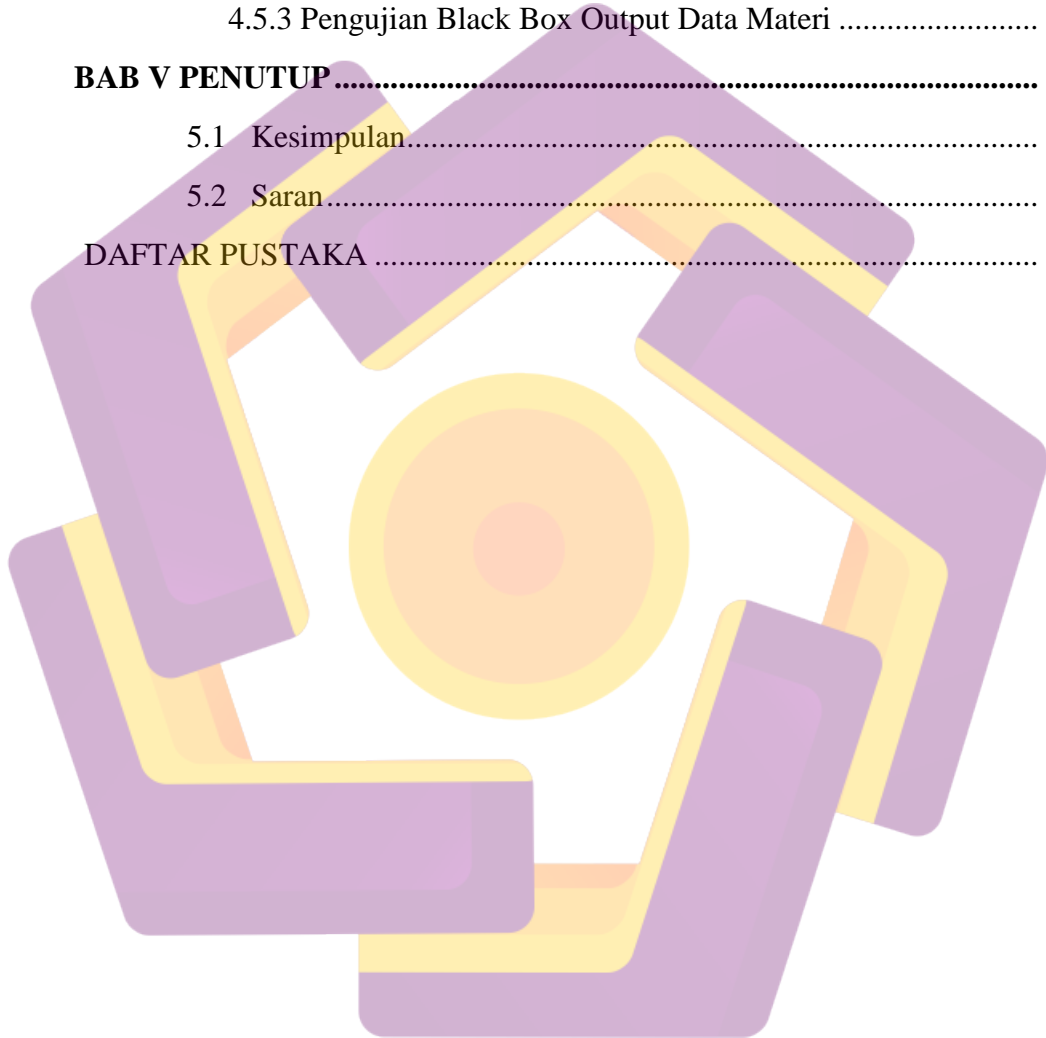 4.5.3 Pengujian Black Box Output Data Materi .........................
BAB V PENUTUP.........................................................................................
5.1 Kesimpulan................................................................................
5.2 Saran..........................................................................................
DAFTAR PUSTAKA ....................................................................................